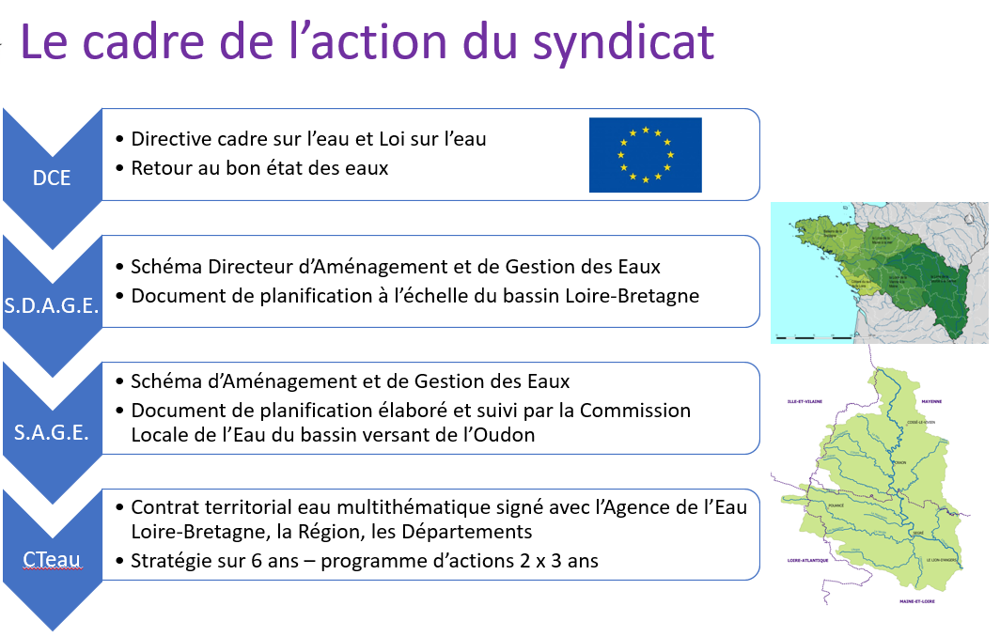 Le cadre de l’action du syndicat
DCE
• Directive cadre sur l’eau et Loi sur l’eau
• Retour au bon état des eaux
S.D.A.G.E.
• Schéma Directeur d’Aménagement et de Gestion des Eaux
• Document de planification à l’échelle du bassin Loire-Bretagne
S.A.G.E.
• Schéma d’Aménagement et de Gestion des Eaux
• Document de planification élaboré et suivi par la Commission
Locale de l’Eau du bassin versant de l’Oudon
CTeau
• Contrat territorial eau multithématique signé avec l’Agence de l’Eau
Loire-Bretagne, la Région, les Départements
• Stratégie sur 6 ans – programme d’actions 2 x 3 ans
ILLE-ET-VILAINE
MAYENNE
COSSÉ-LE-VIVIEN
CRAON
POUANCÉ
SEGRÉ
LE LION-D'ANGERS
LOIRE-ATLANTIQUE
MAINE-ET-LOIRE